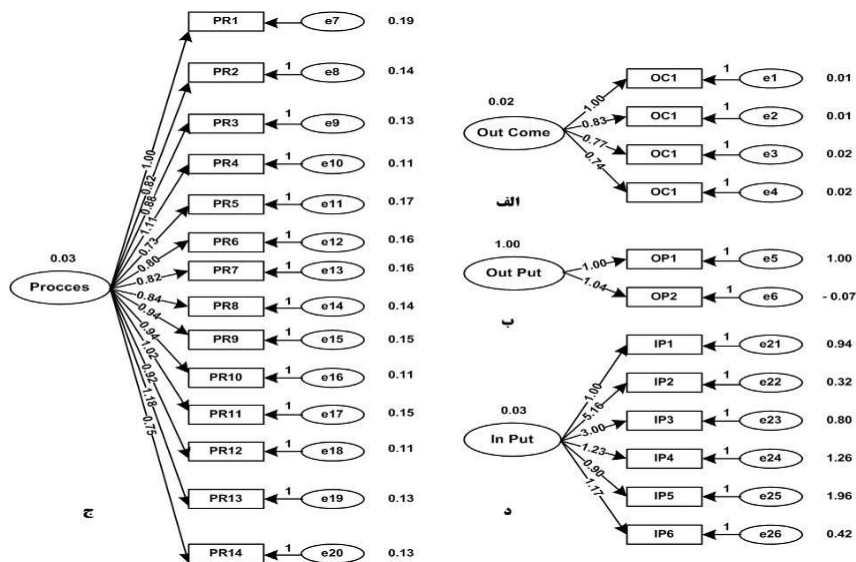 PR1 1 e7 0.19
PR2 1 e8 0.14
PR3 1 e9 0.13
PR4 1 e10 0.11
PR5 1 e11 0.17
PR6 1 e12 0.16
PR7 1 e13 0.16
PR8 1 e14 0.14
PR9 1 e15 0.15
PR10 1 e16 0.11
PR11 1 e17 0.15
PR12 1 e18 0.11
PR13 1 e19 0.13
PR14 1 e20 0.13
0.03
Procces
1.00
0.82
0.88
1.11
0.73
0.80
0.82
0.84
0.94
0.94
1.02
0.92
1.18
0.75
ج
0.02
Out Come
1.00
0.83
0.77
0.74
OC1 1 e1 0.01
OC1 1 e2 0.01
OC1 1 e3 0.02
OC1 1 e4 0.02
الف
1.00
Out Put
1.00
1.04
OP1 1 e5 1.00
OP2 1 e6 - 0.07
ب
0.03
In Put
1.00
5.16
3.00
1.23
0.90
1.17
IP1 1 e21 0.94
IP2 1 e22 0.32
IP3 1 e23 0.80
IP4 1 e24 1.26
IP5 1 e25 1.96
IP6 1 e26 0.42
د